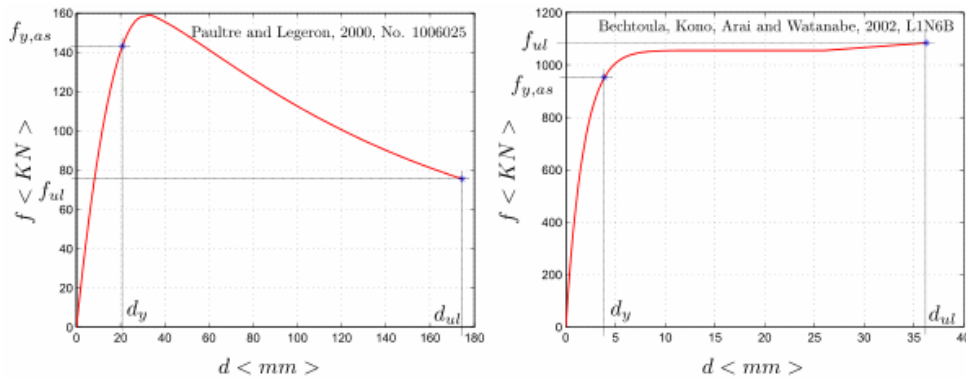 Paultre and Legeron, 2000, No. 1006025
f_{y,as}
f_{ul}
f < KN >
160
140
120
100
80
60
40
20
0
d_y
d_{ul}
0 20 40 60 80 100 120 140 160 180
d < mm >
Bechtoula, Kono, Arai and Watanabe, 2002, L1N6B
f_{ul}
f_{y,as}
f < KN >
1200
1000
800
600
400
200
0
d_y
d_{ul}
0 5 10 15 20 25 30 35 40
d < mm >